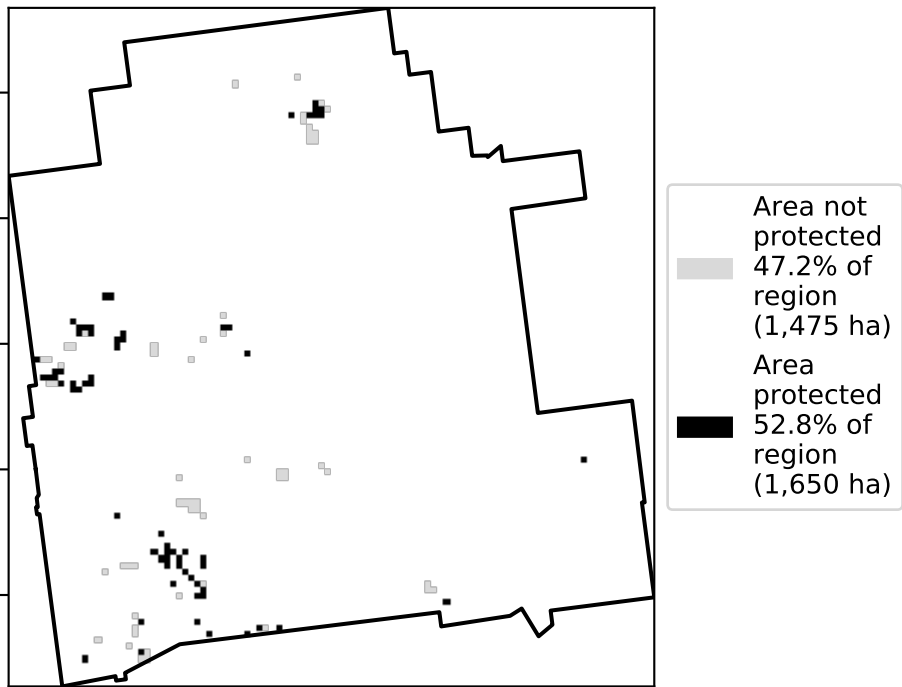 Area not
protected
47.2% of
region
(1,475 ha)
Area
protected
52.8% of
region
(1,650 ha)